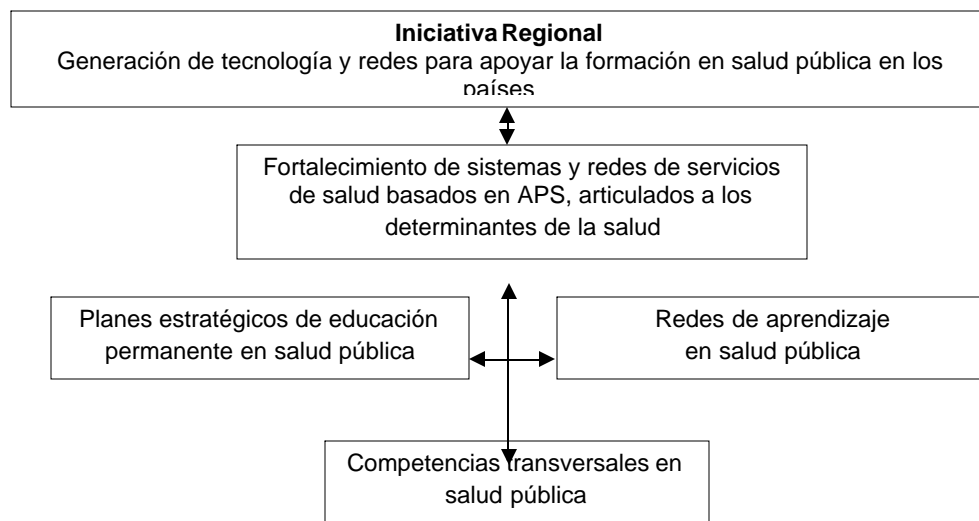 Iniciativa Regional
Generación de tecnología y redes para apoyar la formación en salud pública en los
países
Fortalecimiento de sistemas y redes de servicios
de salud basados en APS, articulados a los
determinantes de la salud
Planes estratégicos de educación
permanente en salud pública
Redes de aprendizaje
en salud pública
Competencias transversales en
salud pública